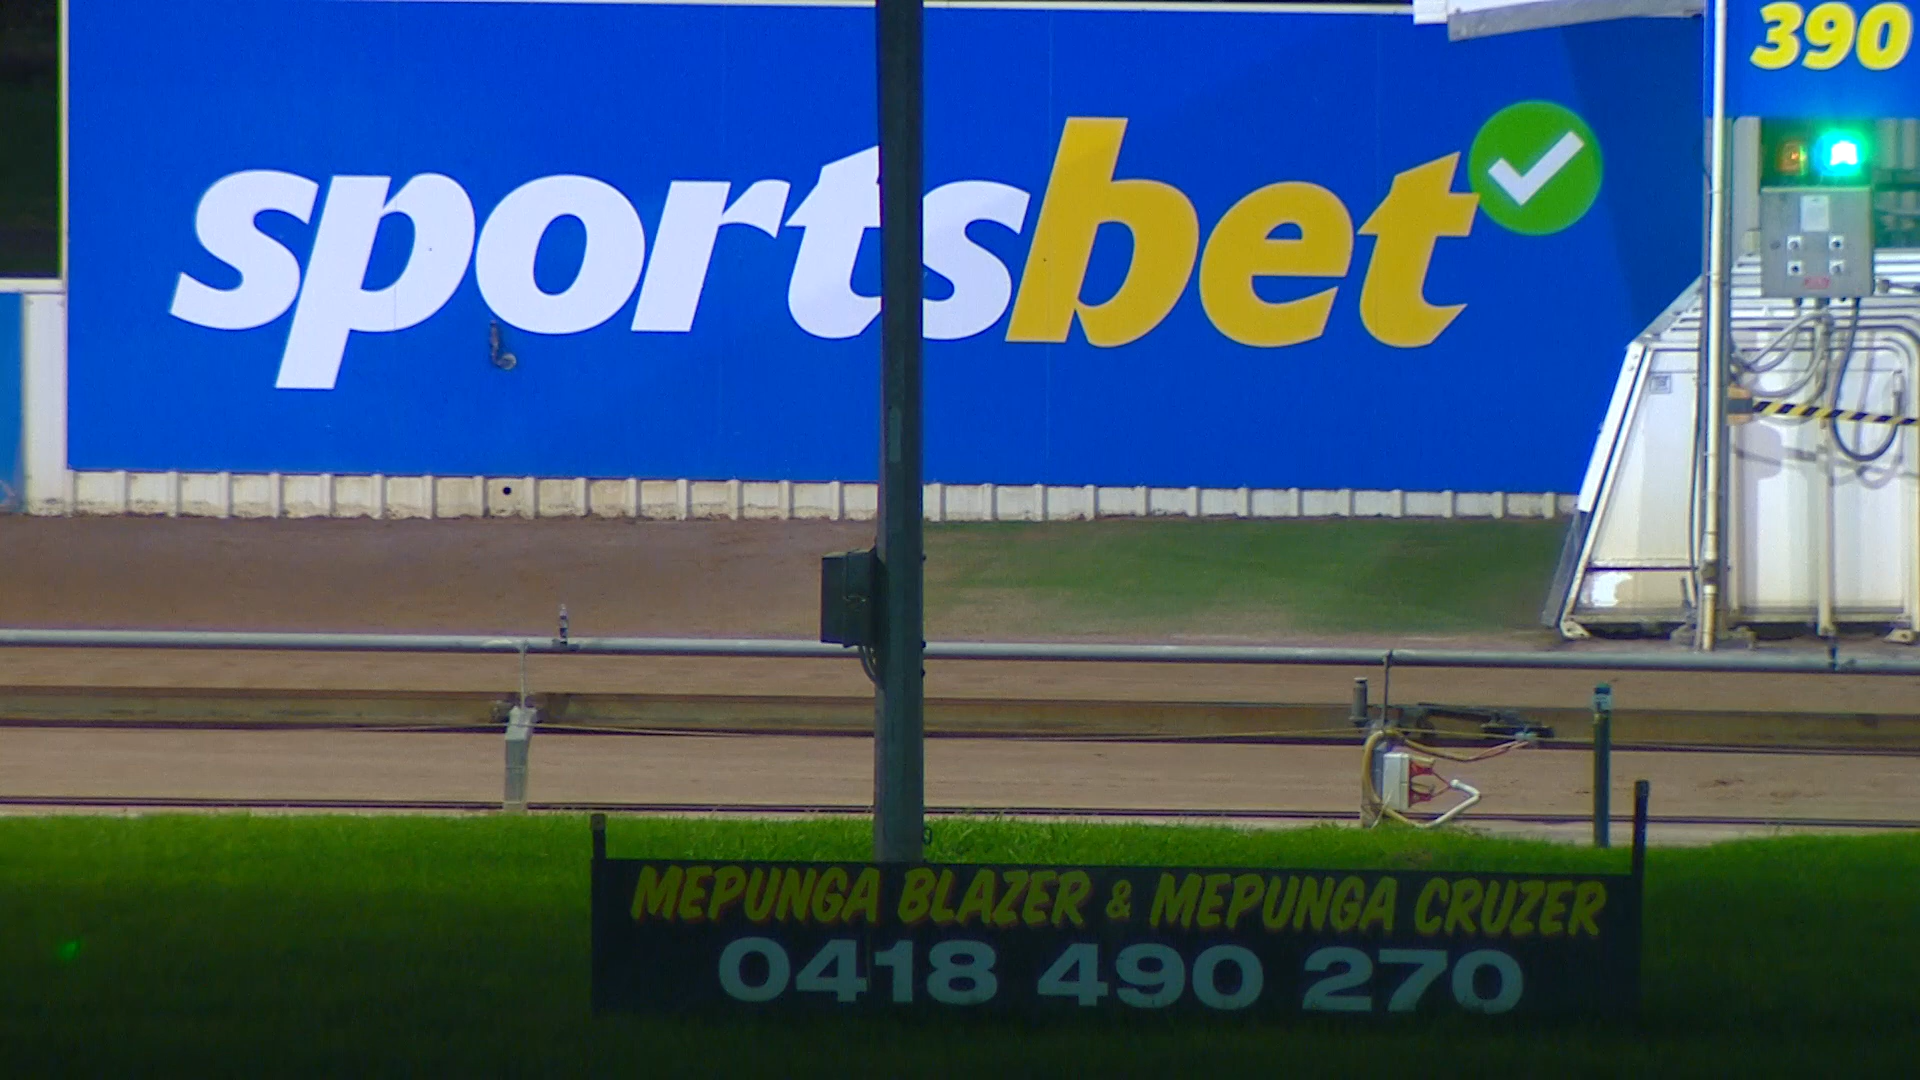 sportsbet
390
MEPUNGA BLAZER & MEPUNGA CRUZER
0418 490 270